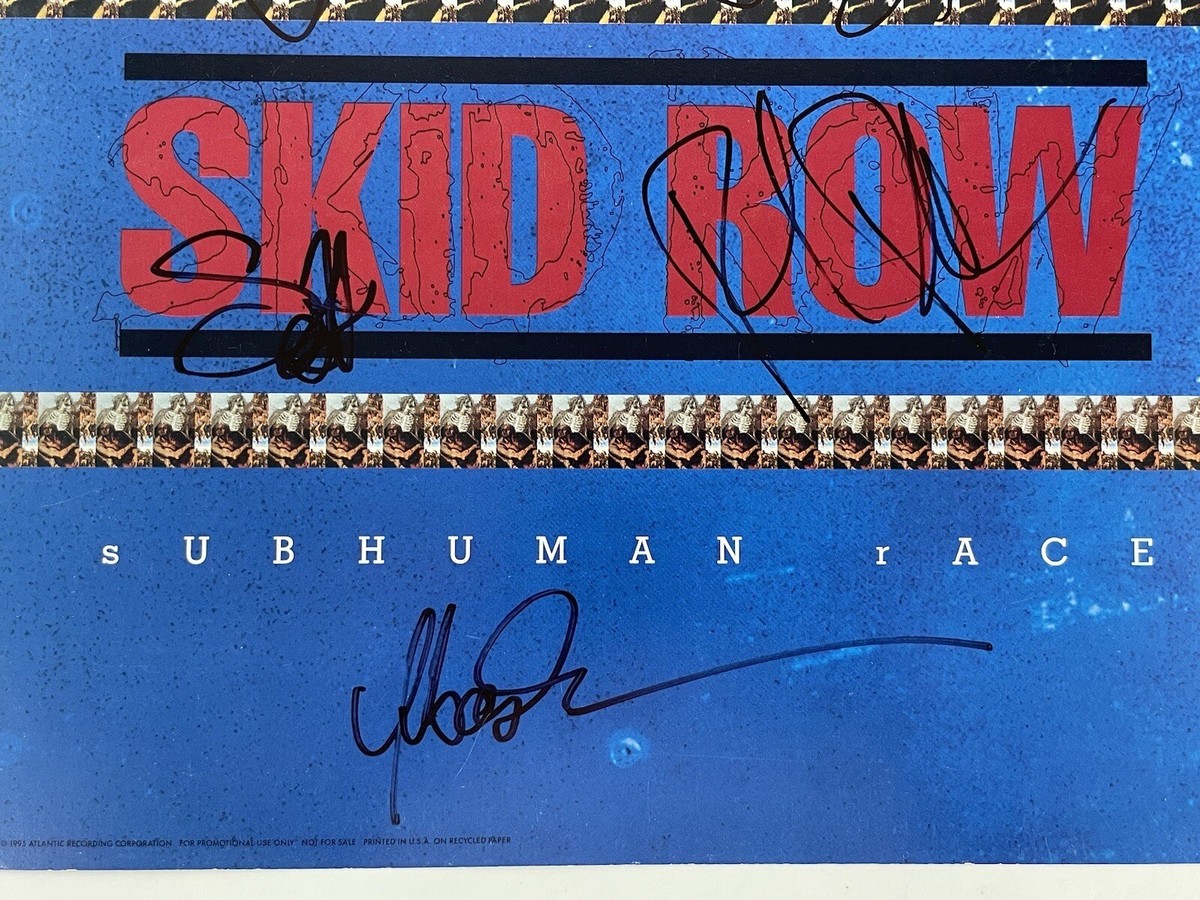 SKID ROW
sUBHUMAN rACE
© 1995 ATLANTIC RECORDING CORPORATION FOR PROMOTIONAL USE ONLY NOT FOR SALE PRINTED IN U.S.A. ON RECYCLED PAPER